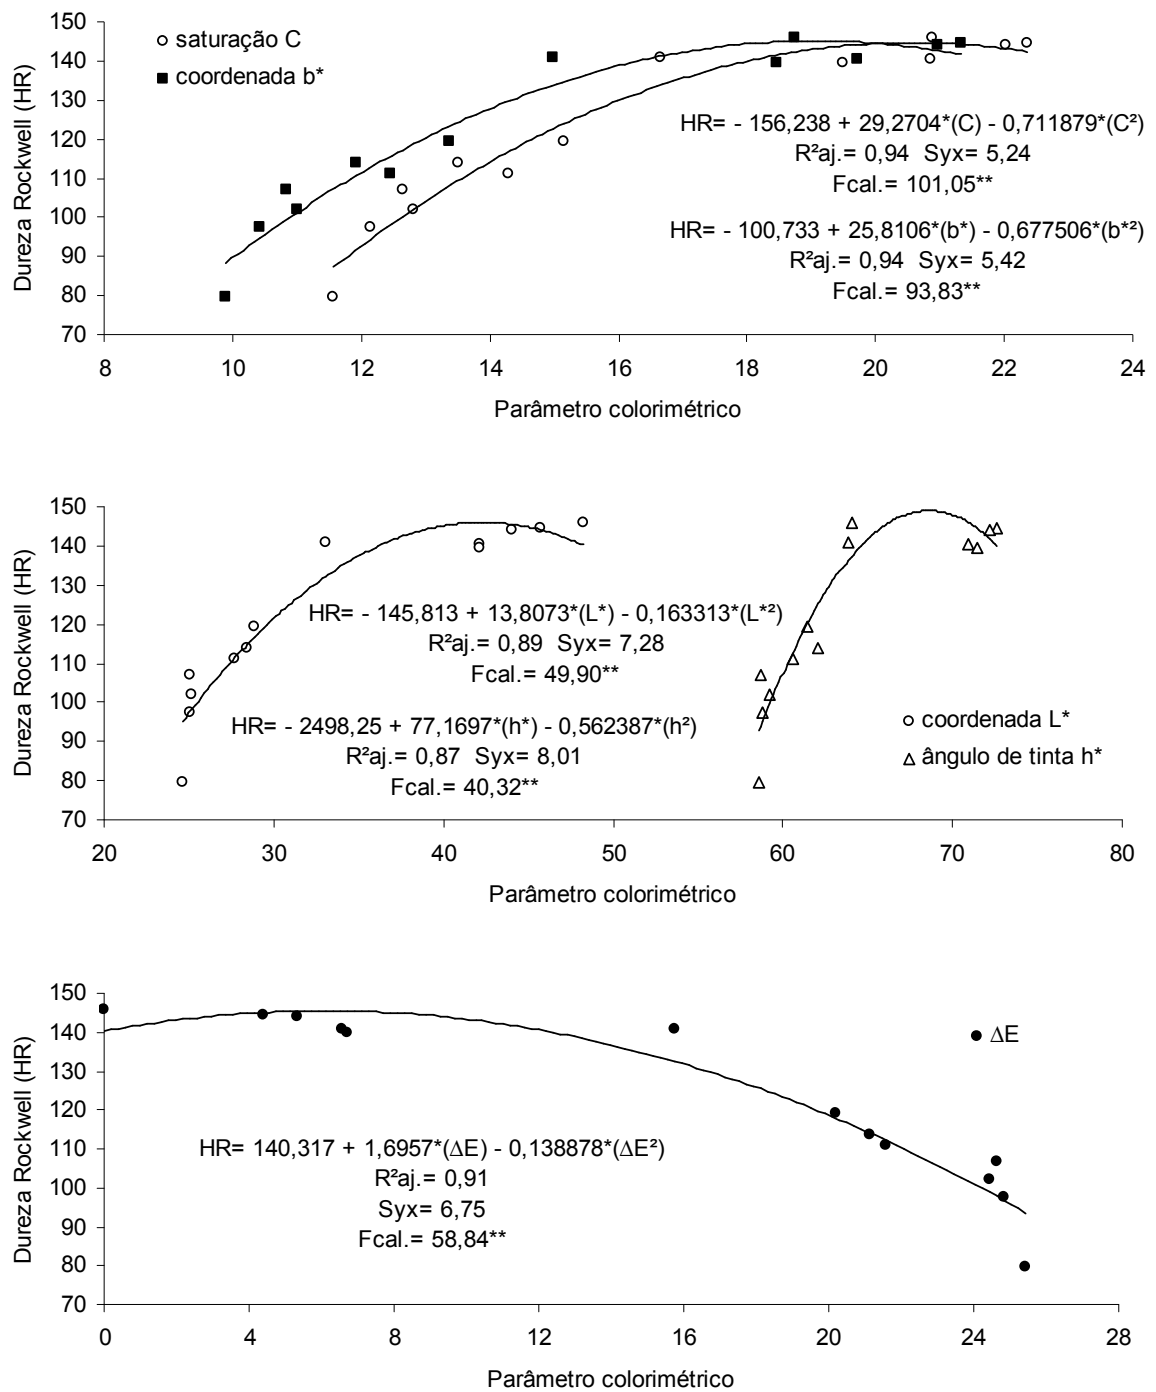 150
140
130
120
110
100
90
80
70
Dureza Rockwell (HR)
saturação C
coordenada b*
HR= - 156,238 + 29,2704*(C) - 0,711879*(C²)
R²aj.= 0,94 Syx= 5,24
Fcal.= 101,05**
HR= - 100,733 + 25,8106*(b*) - 0,677506*(b*²)
R²aj.= 0,94 Syx= 5,42
Fcal.= 93,83**
8 10 12 14 16 18 20 22 24
Parâmetro colorimétrico
150
140
130
120
110
100
90
80
70
Dureza Rockwell (HR)
HR= - 145,813 + 13,8073*(L*) - 0,163313*(L*²)
R²aj.= 0,89 Syx= 7,28
Fcal.= 49,90**
HR= - 2498,25 + 77,1697*(h*) - 0,562387*(h²)
R²aj.= 0,87 Syx= 8,01
Fcal.= 40,32**
coordenada L*
ângulo de tinta h*
20 30 40 50 60 70 80
Parâmetro colorimétrico
150
140
130
120
110
100
90
80
70
Dureza Rockwell (HR)
ΔE
HR= 140,317 + 1,6957*(ΔE) - 0,138878*(ΔE²)
R²aj.= 0,91
Syx= 6,75
Fcal.= 58,84**
0 4 8 12 16 20 24 28
Parâmetro colorimétrico